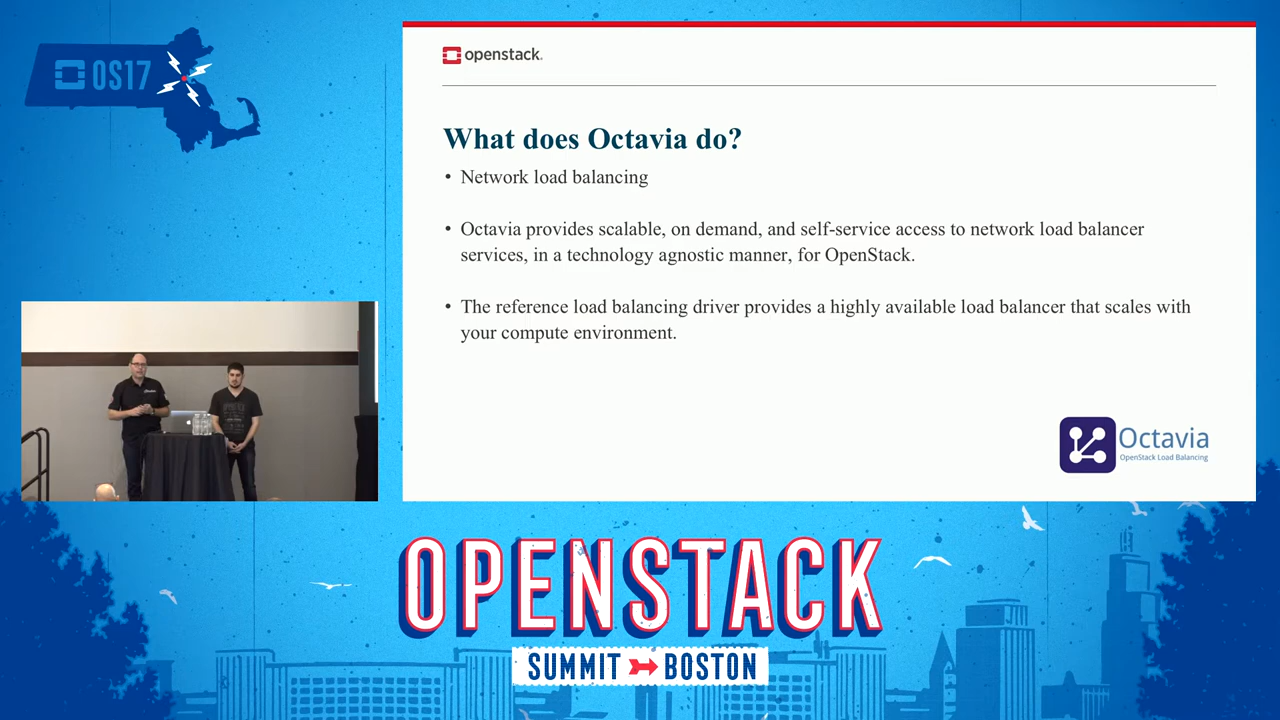 OS17
openstack.
What does Octavia do?
• Network load balancing
• Octavia provides scalable, on demand, and self-service access to network load balancer
services, in a technology agnostic manner, for OpenStack.
• The reference load balancing driver provides a highly available load balancer that scales with
your compute environment.
Octavia
OpenStack Load Balancing
OPENSTACK
SUMMIT BOSTON